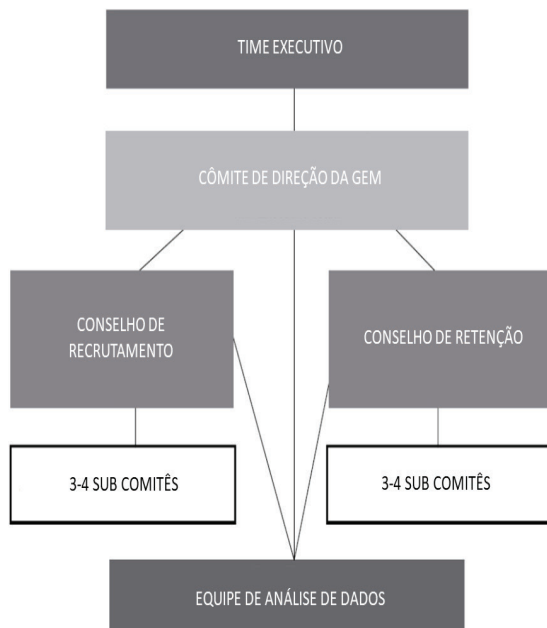 TIME EXECUTIVO
CÔMITE DE DIREÇÃO DA GEM
CONSELHO DE
RECRUTAMENTO
CONSELHO DE RETENÇÃO
3-4 SUB COMITÊS
3-4 SUB COMITÊS
EQUIPE DE ANÁLISE DE DADOS